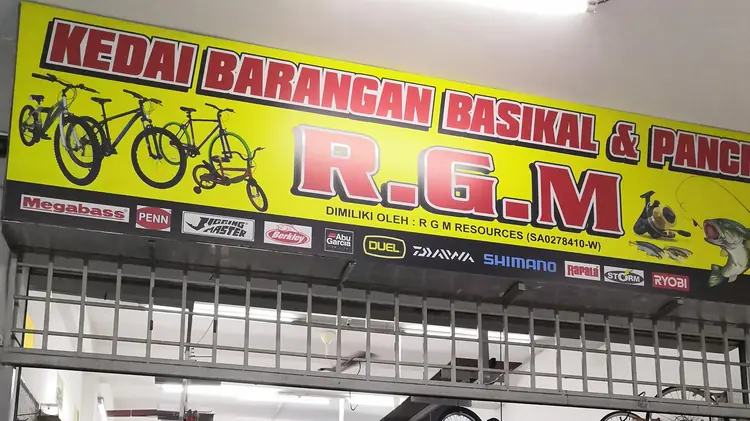 KEDAI BARANGAN BASIKAL & PANCI
R.G.M
DIMILIKI OLEH : R G M RESOURCES (SA0278410-W)
Megabass PENN JIGGING MASTER Berkley Abu Garcia DUEL DAIWA SHIMANO Rapala STORM RYOBI